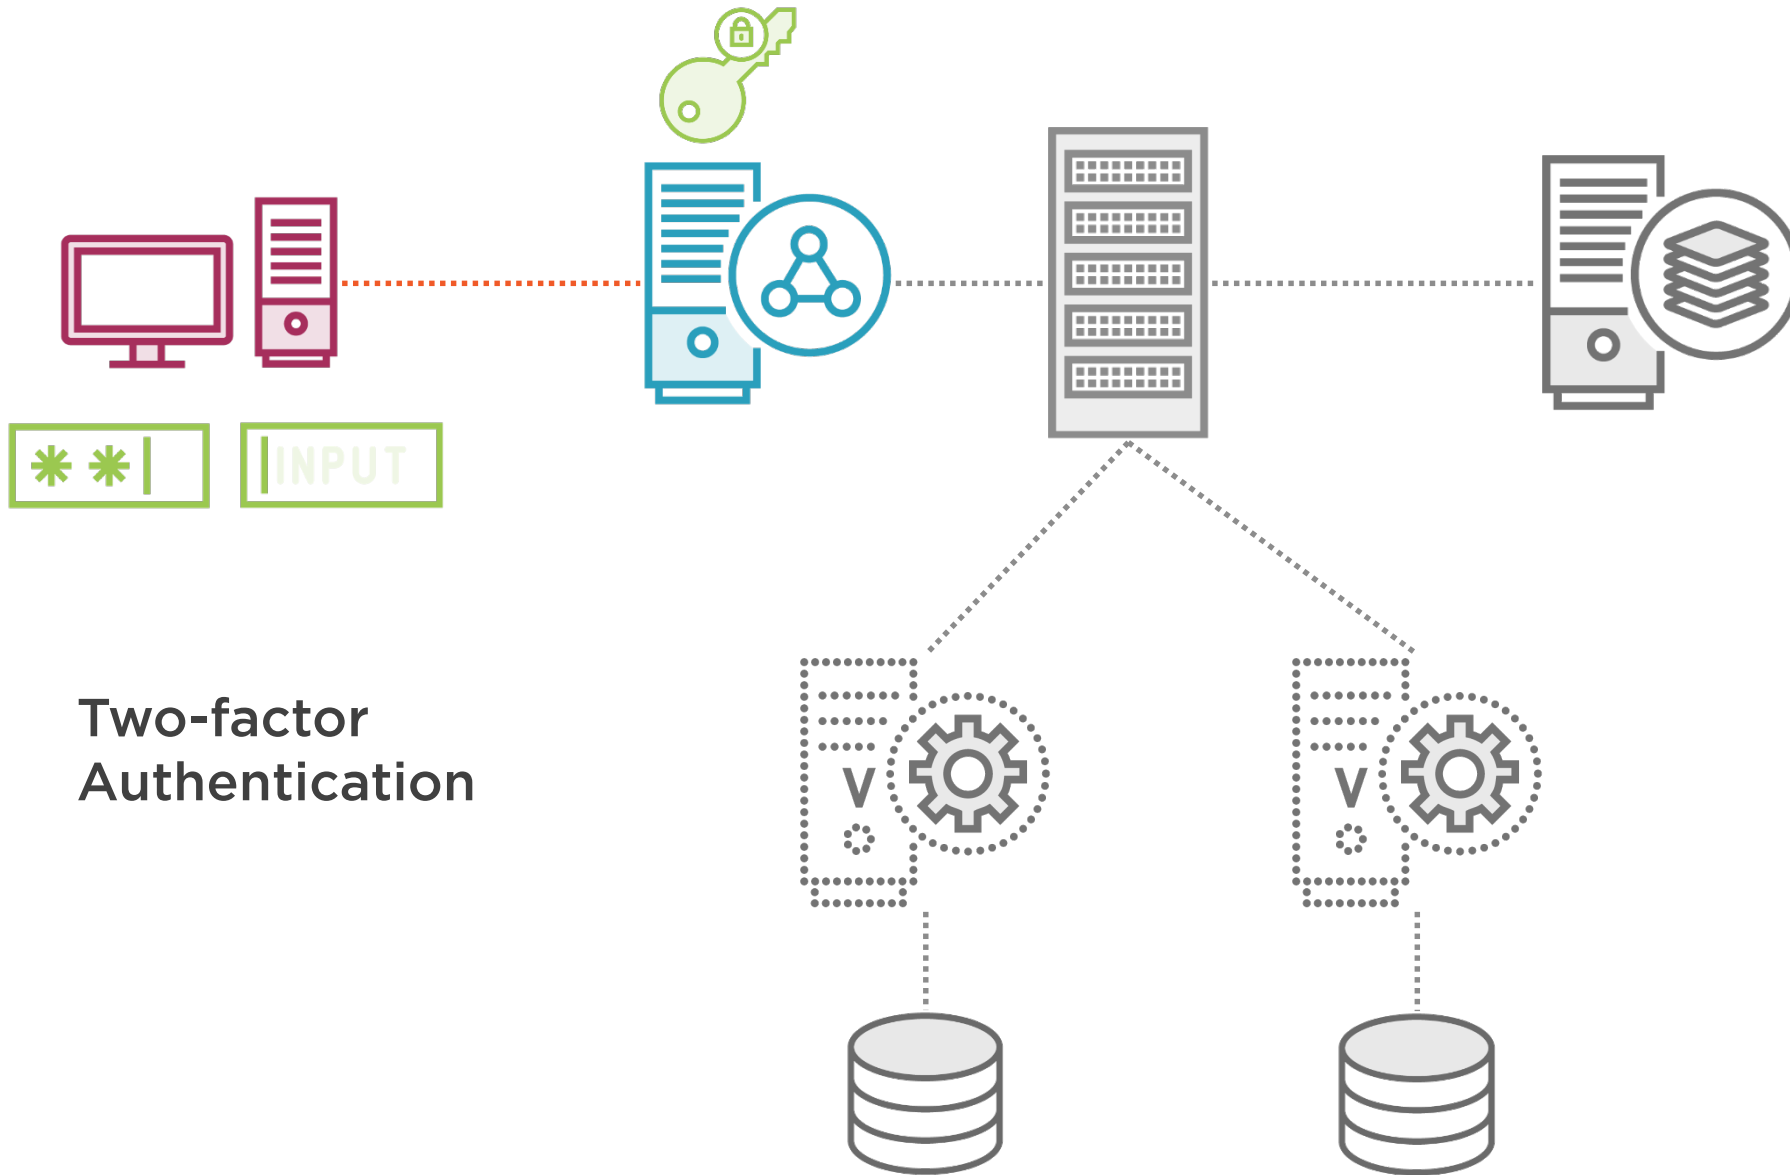 **
INPUT
Two-factor
Authentication
V
V